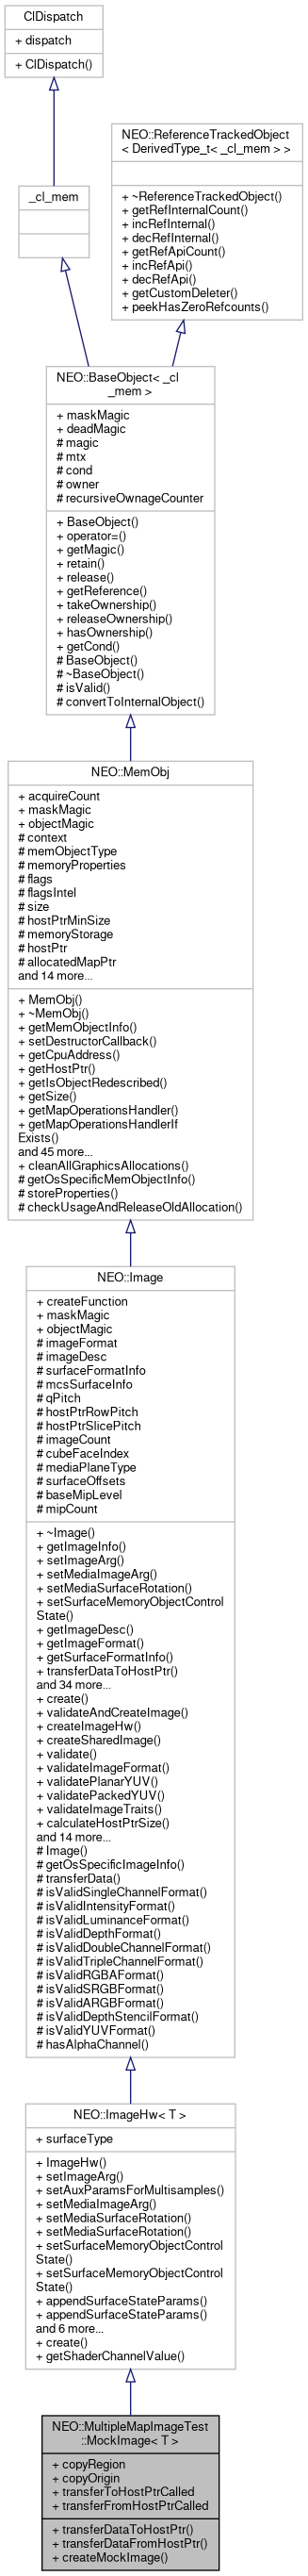 ClDispatch
+ dispatch
+ ClDispatch()
_cl_mem
NEO::ReferenceTrackedObject
< DerivedType_t< _cl_mem > >
+ ~ReferenceTrackedObject()
+ getRefInternalCount()
+ incRefInternal()
+ decRefInternal()
+ getRefApiCount()
+ incRefApi()
+ decRefApi()
+ getCustomDeleter()
+ peekHasZeroRefcounts()
NEO::BaseObject< _cl
_mem >
+ maskMagic
+ deadMagic
# magic
# mtx
# cond
# owner
# recursiveOwnageCounter
+ BaseObject()
+ operator=()
+ getMagic()
+ retain()
+ release()
+ getReference()
+ takeOwnership()
+ releaseOwnership()
+ hasOwnership()
+ getCond()
# BaseObject()
# ~BaseObject()
# isValid()
# convertToInternalObject()
NEO::MemObj
+ acquireCount
+ maskMagic
+ objectMagic
# context
# memObjectType
# memoryProperties
# flags
# flagsIntel
# size
# hostPtrMinSize
# memoryStorage
# hostPtr
# allocatedMapPtr
and 14 more...
+ MemObj()
+ ~MemObj()
+ getMemObjectInfo()
+ setDestructorCallback()
+ getCpuAddress()
+ getHostPtr()
+ getIsObjectRedescribed()
+ getSize()
+ getMapOperationsHandler()
+ getMapOperationsHandlerIf
Exists()
and 45 more...
+ cleanAllGraphicsAllocations()
# getOsSpecificMemObjectInfo()
# storeProperties()
# checkUsageAndReleaseOldAllocation()
NEO::Image
+ createFunction
+ maskMagic
+ objectMagic
# imageFormat
# imageDesc
# surfaceFormatInfo
# mcsSurfaceInfo
# qPitch
# hostPtrRowPitch
# hostPtrSlicePitch
# imageCount
# cubeFaceIndex
# mediaPlaneType
# surfaceOffsets
# baseMipLevel
# mipCount
+ ~Image()
+ getImageInfo()
+ setImageArg()
+ setMediaImageArg()
+ setMediaSurfaceRotation()
+ setSurfaceMemoryObjectControl
State()
+ getImageDesc()
+ getImageFormat()
+ getSurfaceFormatInfo()
+ transferDataToHostPtr()
and 34 more...
+ create()
+ validateAndCreateImage()
+ createImageHw()
+ createSharedImage()
+ validate()
+ validateImageFormat()
+ validatePlanarYUV()
+ validatePackedYUV()
+ validateImageTraits()
+ calculateHostPtrSize()
and 14 more...
# Image()
# getOsSpecificImageInfo()
# transferData()
# isValidSingleChannelFormat()
# isValidIntensityFormat()
# isValidLuminanceFormat()
# isValidDepthFormat()
# isValidDoubleChannelFormat()
# isValidTripleChannelFormat()
# isValidRGBAFormat()
# isValidSRGBFormat()
# isValidARGBFormat()
# isValidDepthStencilFormat()
# isValidYUVFormat()
# hasAlphaChannel()
NEO::ImageHw< T >
+ surfaceType
+ ImageHw()
+ setImageArg()
+ setAuxParamsForMultisamples()
+ setMediaImageArg()
+ setMediaSurfaceRotation()
+ setMediaSurfaceRotation()
+ setSurfaceMemoryObjectControl
State()
+ setSurfaceMemoryObjectControl
State()
+ appendSurfaceStateParams()
+ appendSurfaceStateParams()
and 6 more...
+ create()
+ getShaderChannelValue()
NEO::MultipleMapImageTest
::MockImage< T >
+ copyRegion
+ copyOrigin
+ transferToHostPtrCalled
+ transferFromHostPtrCalled
+ transferDataToHostPtr()
+ transferDataFromHostPtr()
+ createMockImage()